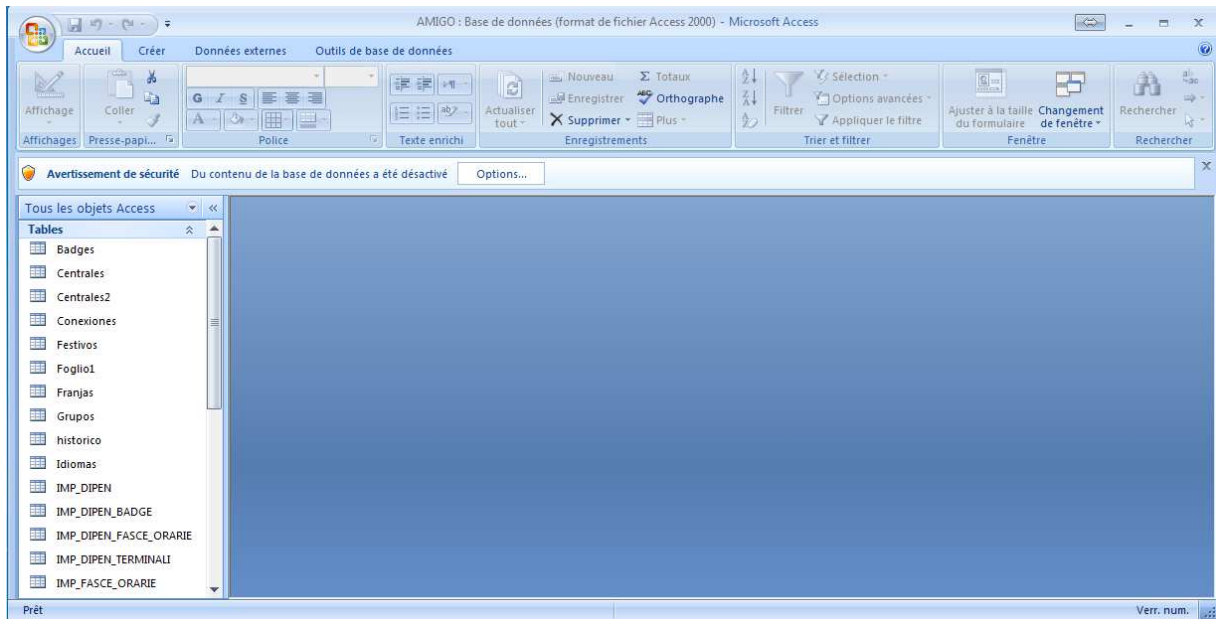 AMIGO : Base de données (format de fichier Access 2000) - Microsoft Access
Accueil Créer Données externes Outils de base de données
Affichage
Affichages
Coller
Presse-papi...
G I S
A
Police
Texte enrichi
Actualiser
tout
Nouveau
Enregistrer
Supprimer
Σ Totaux
Orthographe
Plus
Enregistrements
Filtrer
Sélection
Options avancées
Appliquer le filtre
Trier et filtrer
Ajuster à la taille
du formulaire
Changement
de fenêtre
Fenêtre
Rechercher
Rechercher
Avertissement de sécurité Du contenu de la base de données a été désactivé Options...
Tous les objets Access
Tables
Badges
Centrales
Centrales2
Conexiones
Festivos
Foglio1
Franjas
Grupos
historico
Idiomas
IMP_DIPEN
IMP_DIPEN_BADGE
IMP_DIPEN_FASCE_ORARIE
IMP_DIPEN_TERMINALI
IMP_FASCE_ORARIE
Prêt Verr. num.